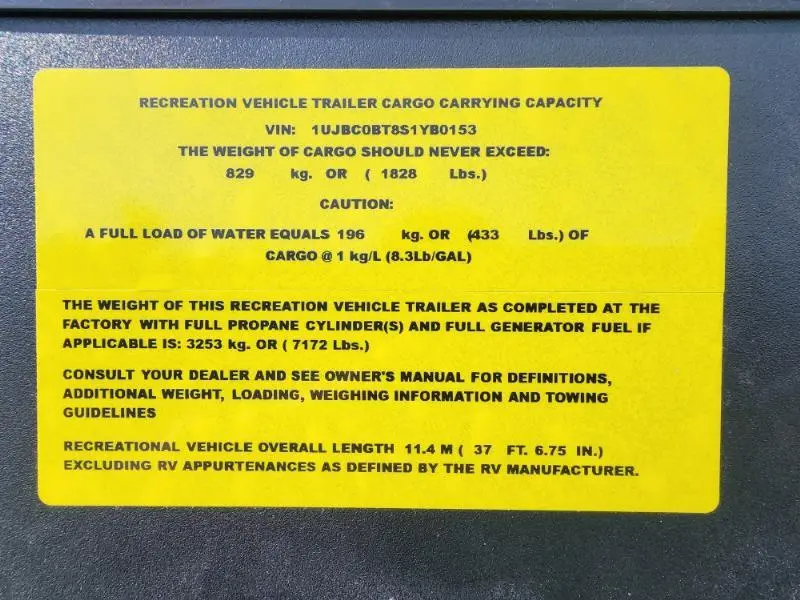 RECREATION VEHICLE TRAILER CARGO CARRYING CAPACITY
VIN: 1UJBC0BT8S1YB0153
THE WEIGHT OF CARGO SHOULD NEVER EXCEED:
829 kg. OR ( 1828 Lbs.)
CAUTION:
A FULL LOAD OF WATER EQUALS 196 kg. OR (433 Lbs.) OF
CARGO @ 1 kg/L (8.3Lb/GAL)
THE WEIGHT OF THIS RECREATION VEHICLE TRAILER AS COMPLETED AT THE
FACTORY WITH FULL PROPANE CYLINDER(S) AND FULL GENERATOR FUEL IF
APPLICABLE IS: 3253 kg. OR ( 7172 Lbs.)
CONSULT YOUR DEALER AND SEE OWNER'S MANUAL FOR DEFINITIONS,
ADDITIONAL WEIGHT, LOADING, WEIGHING INFORMATION AND TOWING
GUIDELINES
RECREATIONAL VEHICLE OVERALL LENGTH 11.4 M ( 37 FT. 6.75 IN.)
EXCLUDING RV APPURTENANCES AS DEFINED BY THE RV MANUFACTURER.